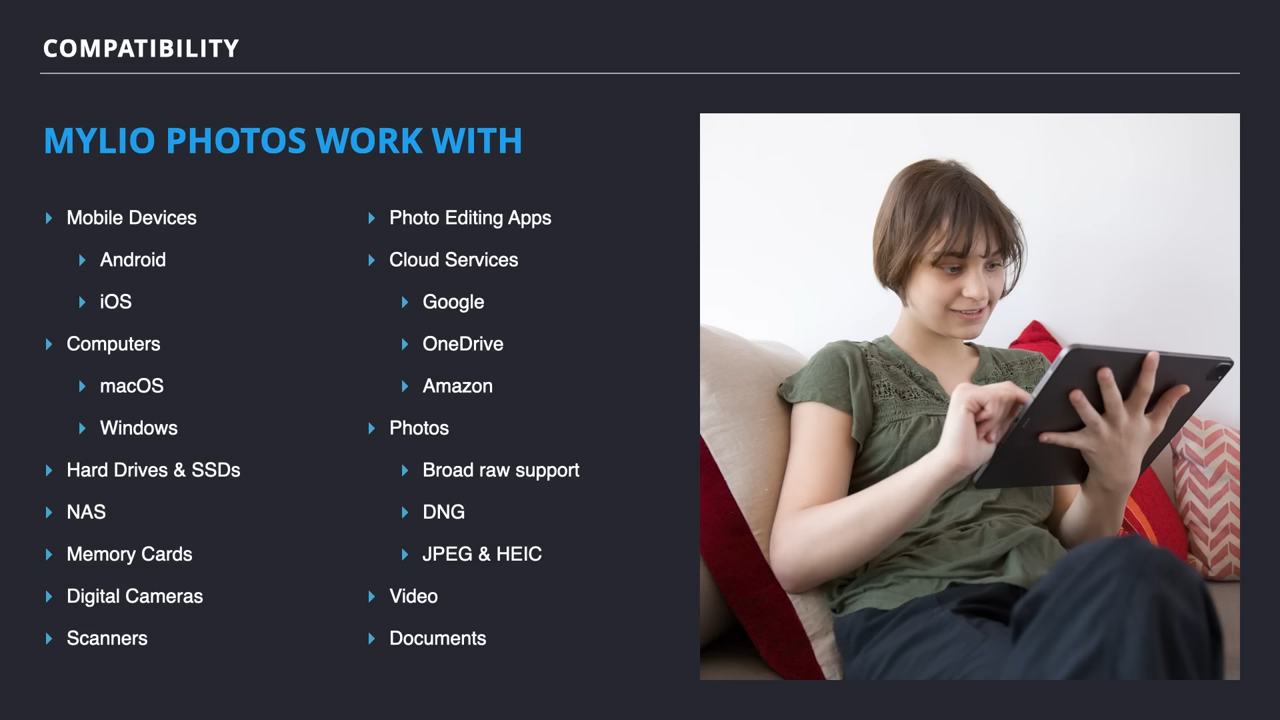 COMPATIBILITY
MYLIO PHOTOS WORK WITH
Mobile Devices
Android
iOS
Computers
macOS
Windows
Hard Drives & SSDs
NAS
Memory Cards
Digital Cameras
Scanners
Photo Editing Apps
Cloud Services
Google
OneDrive
Amazon
Photos
Broad raw support
DNG
JPEG & HEIC
Video
Documents